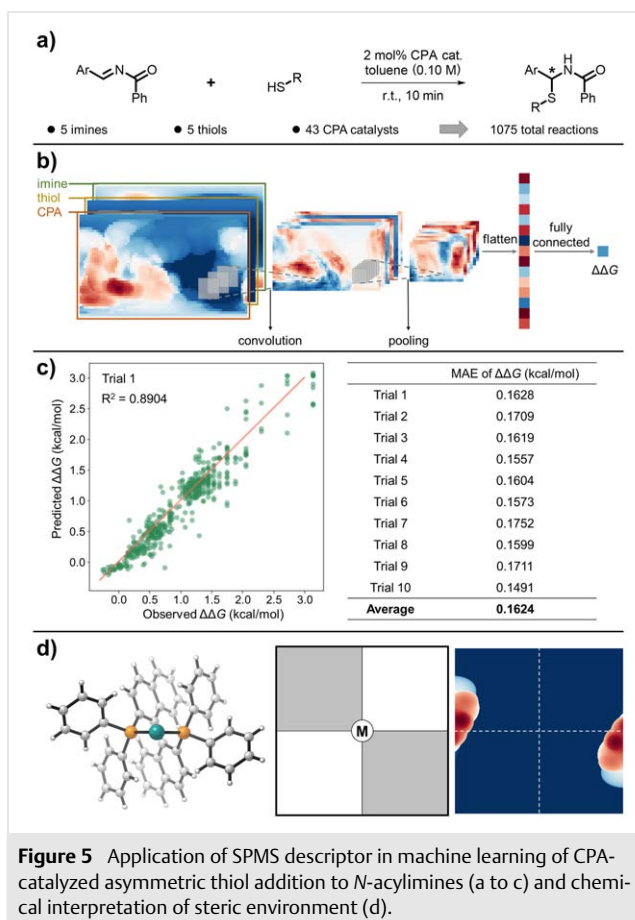 a)
Ar
N
O
Ph
+
HS
R
2 mol% CPA cat.
toluene (0.10 M)
r.t., 10 min
Ar
*
H
N
O
S
R
Ph
● 5 imines ● 5 thiols ● 43 CPA catalysts 1075 total reactions
b)
imine
thiol
CPA
convolution
pooling
flatten
fully
connected
ΔΔG
c)
Trial 1
R² = 0.8904
Predicted ΔΔG (kcal/mol)
3.0
2.5
2.0
1.5
1.0
0.5
0.0
0.0 0.5 1.0 1.5 2.0 2.5 3.0
Observed ΔΔG (kcal/mol)
MAE of ΔΔG (kcal/mol)
Trial 1 0.1628
Trial 2 0.1709
Trial 3 0.1619
Trial 4 0.1557
Trial 5 0.1604
Trial 6 0.1573
Trial 7 0.1752
Trial 8 0.1599
Trial 9 0.1711
Trial 10 0.1491
Average 0.1624
d)
M
Figure 5 Application of SPMS descriptor in machine learning of CPA-
catalyzed asymmetric thiol addition to N-acylimines (a to c) and chemi-
cal interpretation of steric environment (d).